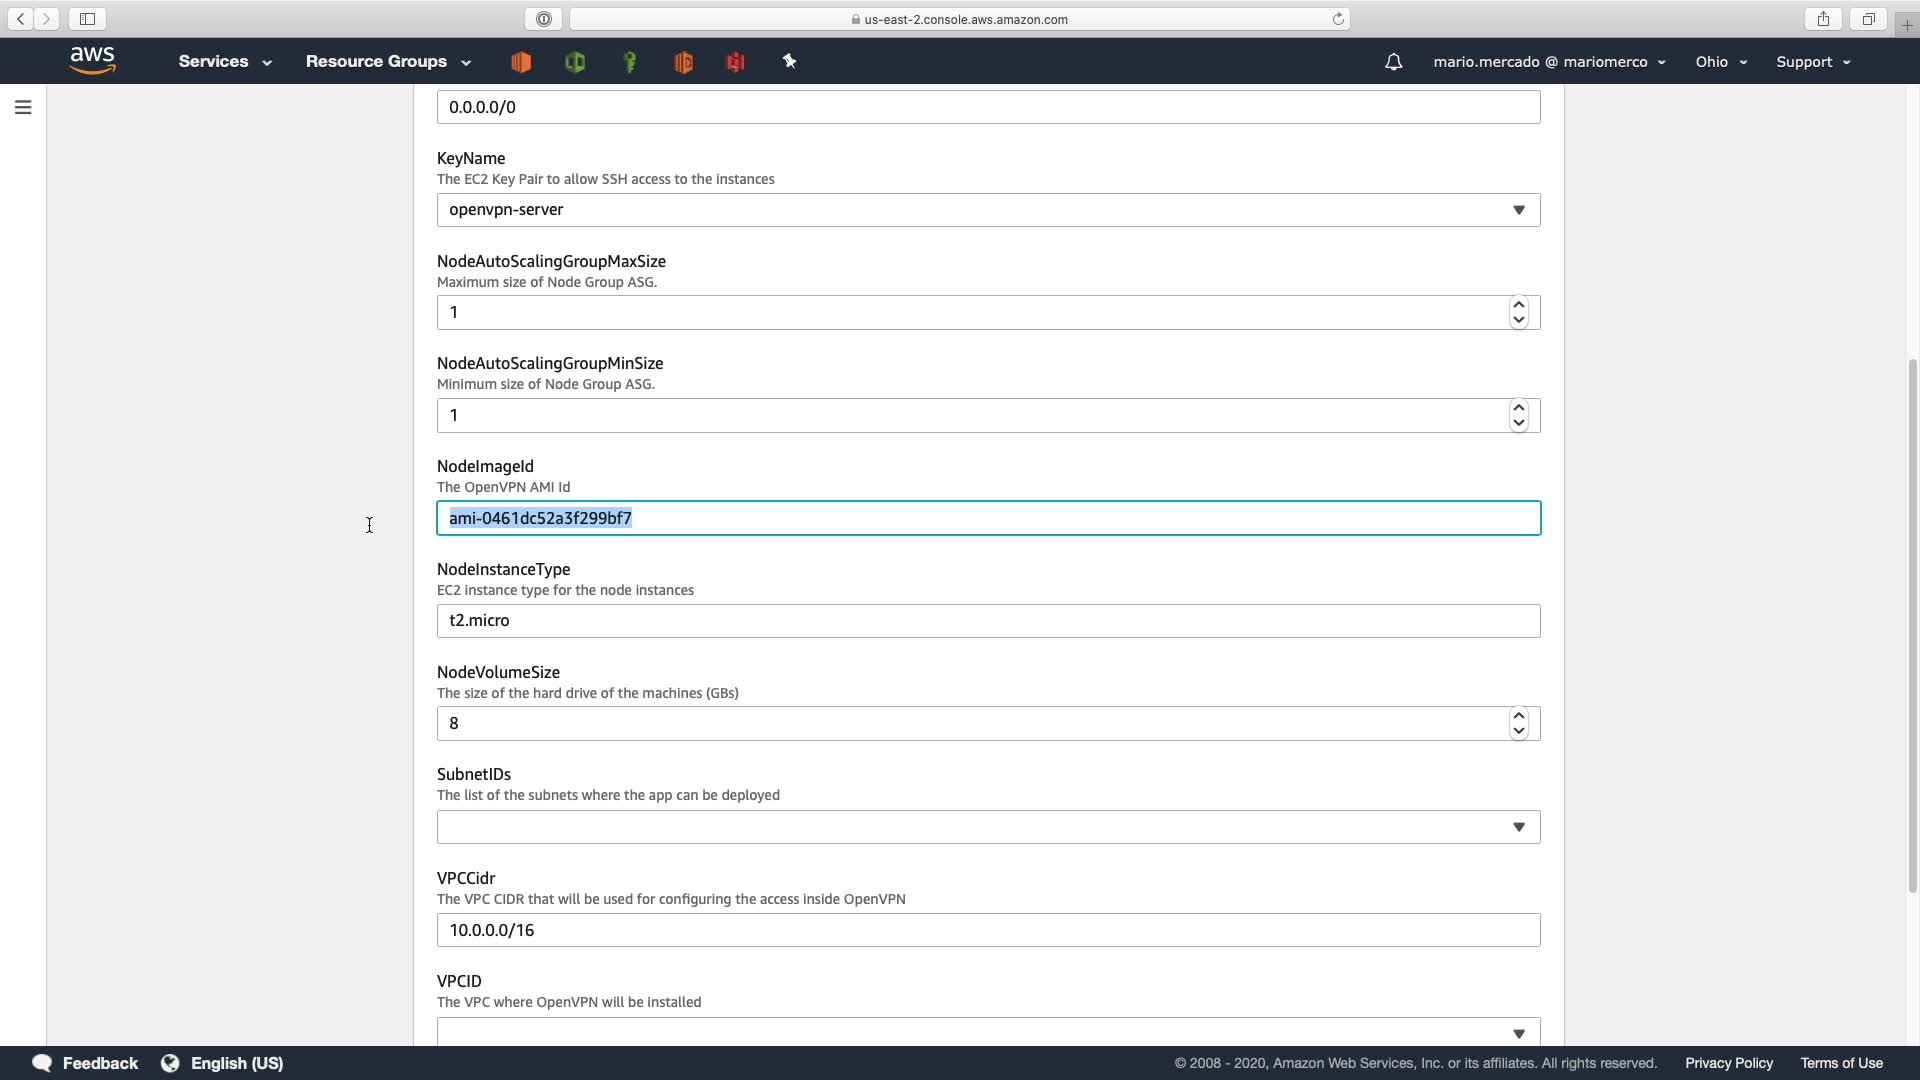 us-east-2.console.aws.amazon.com
aws
Services
Resource Groups
mario.mercado @ mariomerco
Ohio
Support
0.0.0.0/0
KeyName
The EC2 Key Pair to allow SSH access to the instances
openvpn-server
NodeAutoScalingGroupMaxSize
Maximum size of Node Group ASG.
1
NodeAutoScalingGroupMinSize
Minimum size of Node Group ASG.
1
NodeImageId
The OpenVPN AMI Id
ami-0461dc52a3f299bf7
NodeInstanceType
EC2 instance type for the node instances
t2.micro
NodeVolumeSize
The size of the hard drive of the machines (GBs)
8
SubnetIDs
The list of the subnets where the app can be deployed
VPCCidr
The VPC CIDR that will be used for configuring the access inside OpenVPN
10.0.0.0/16
VPCID
The VPC where OpenVPN will be installed
Feedback
English (US)
© 2008 - 2020, Amazon Web Services, Inc. or its affiliates. All rights reserved.
Privacy Policy
Terms of Use